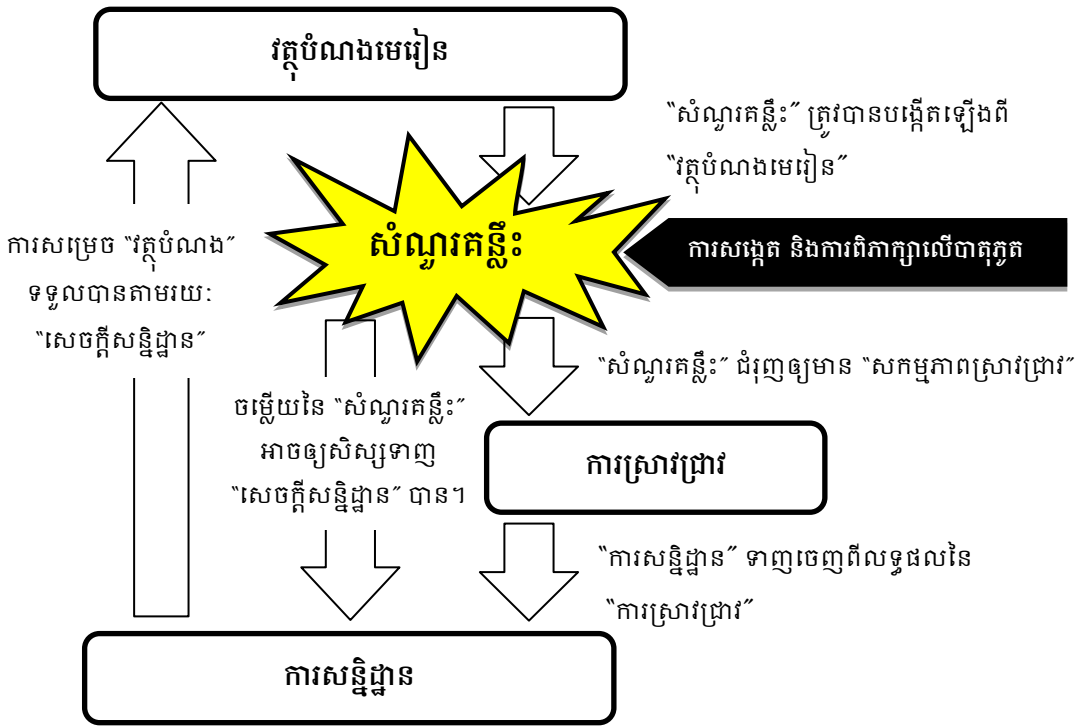 វត្ថុបំណងមេរៀន
“សំណួរគន្លឹះ” ត្រូវបានបង្កើតឡើងពី
“វត្ថុបំណងមេរៀន”
សំណួរគន្លឹះ
ការសង្កេត និងការពិភាក្សាលើបាតុភូត
ការសម្រេច “វត្ថុបំណង”
ទទួលបានតាមរយៈ
“សេចក្តីសន្និដ្ឋាន”
“សំណួរគន្លឹះ” ជំរុញឲ្យមាន “សកម្មភាពស្រាវជ្រាវ”
ចម្លើយនៃ “សំណួរគន្លឹះ”
អាចឲ្យសិស្សទាញ
“សេចក្តីសន្និដ្ឋាន” បាន។
ការស្រាវជ្រាវ
“ការសន្និដ្ឋាន” ទាញចេញពីលទ្ធផលនៃ
“ការស្រាវជ្រាវ”
ការសន្និដ្ឋាន